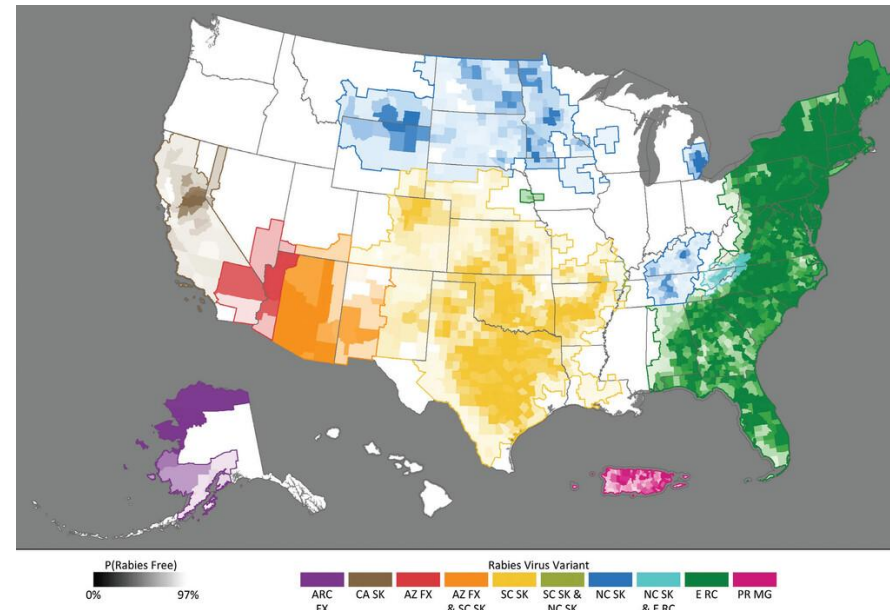 P(Rabies Free)
0% 97%
Rabies Virus Variant
ARC CA SK AZ FX AZ FX SC SK SC SK & NC SK NC SK E RC PR MG
FX & SC SK NC SK & E RC